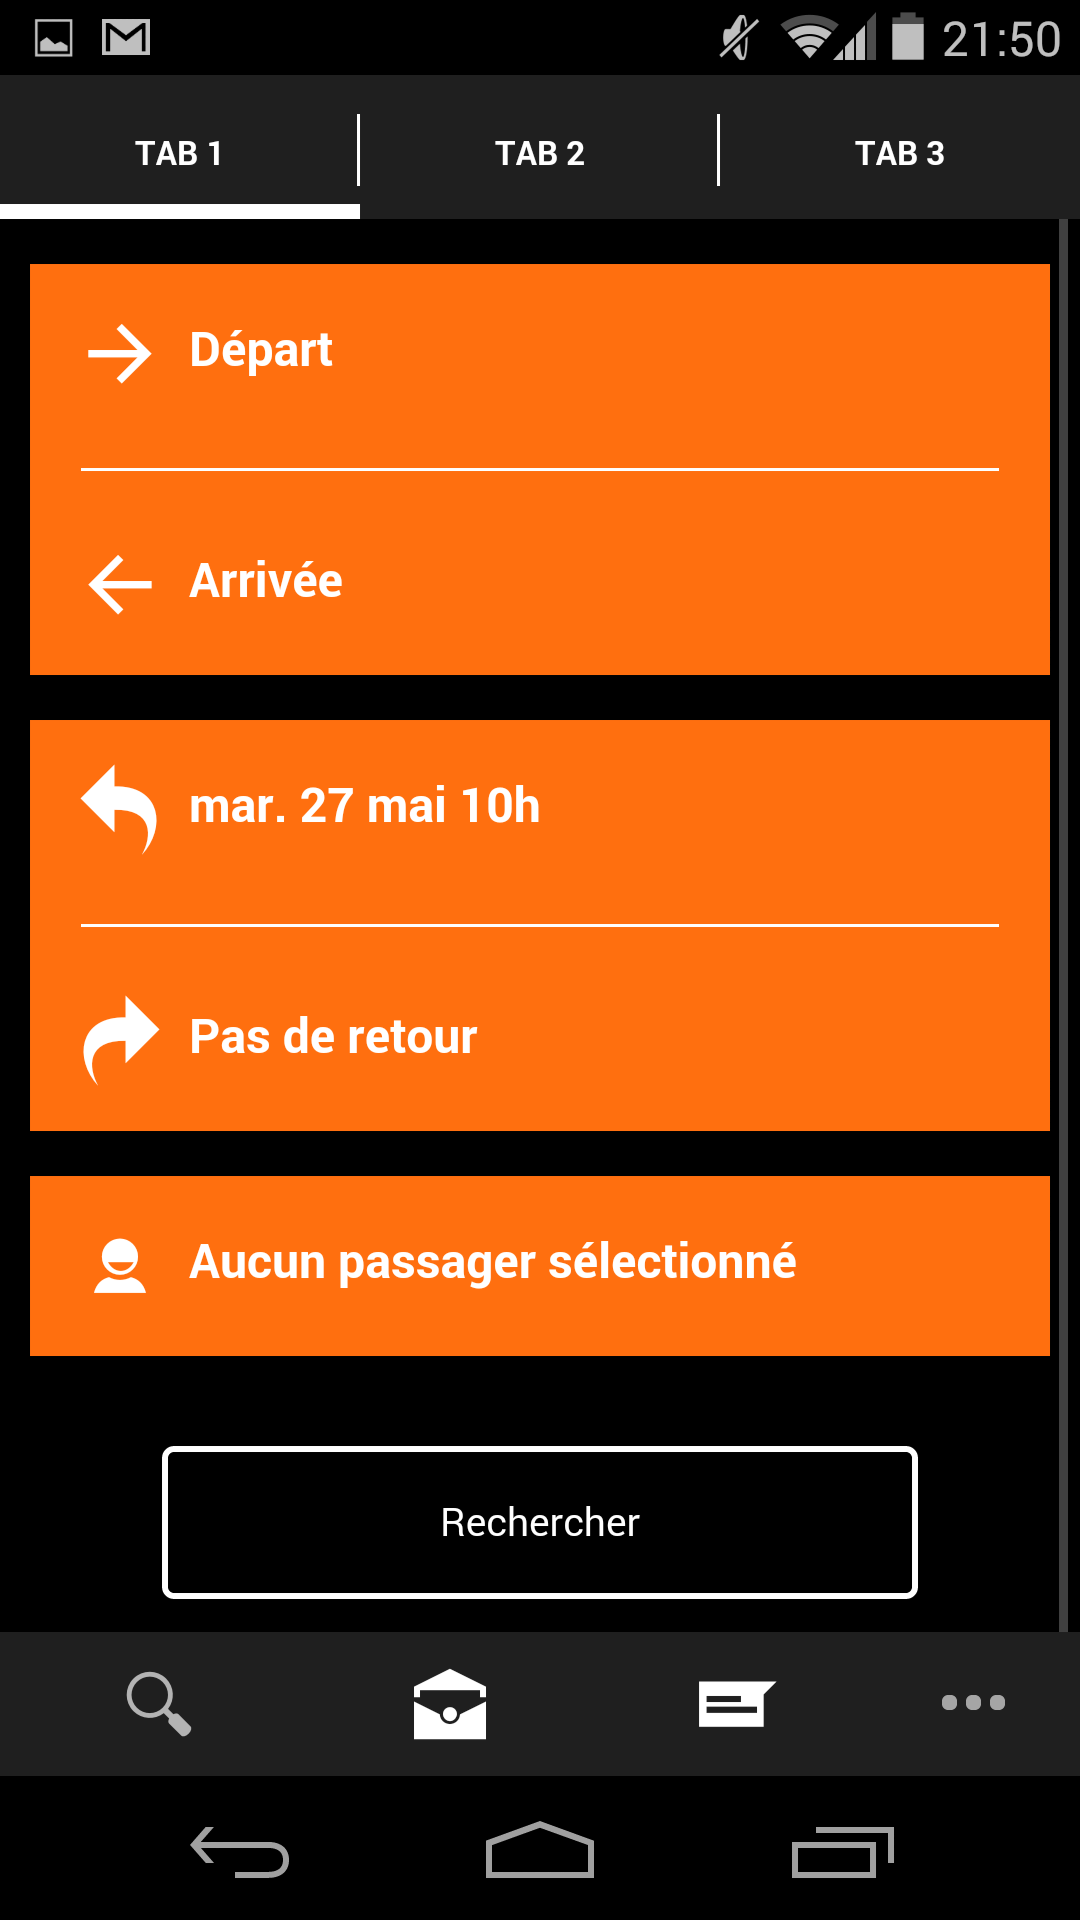 21:50
TAB 1
TAB 2
TAB 3
Départ
Arrivée
mar. 27 mai 10h
Pas de retour
Aucun passager sélectionné
Rechercher